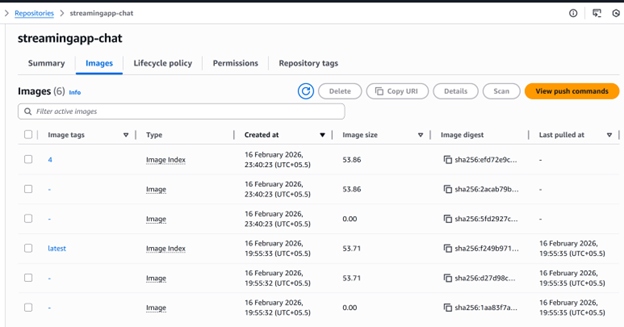 Repositories streamingapp-chat
streamingapp-chat
Summary Images Lifecycle policy Permissions Repository tags
Images (6) Info Delete Copy URI Details Scan View push commands
Filter active images
Image tags Type Created at Image size Image digest Last pulled at
4 Image Index 16 February 2026, 23:40:23 (UTC+05.5) 53.86 sha256:efd72e9c... -
- Image 16 February 2026, 23:40:23 (UTC+05.5) 53.86 sha256:2acab79b... -
- Image 16 February 2026, 23:40:23 (UTC+05.5) 0.00 sha256:5fd2927c... -
latest Image Index 16 February 2026, 19:55:33 (UTC+05.5) 53.71 sha256:f249b971... 16 February 2026, 19:55:35 (UTC+05.5)
- Image 16 February 2026, 19:55:32 (UTC+05.5) 53.71 sha256:d27d98c... 16 February 2026, 19:55:35 (UTC+05.5)
- Image 16 February 2026, 19:55:32 (UTC+05.5) 0.00 sha256:1aa83f7a... 16 February 2026, 19:55:35 (UTC+05.5)